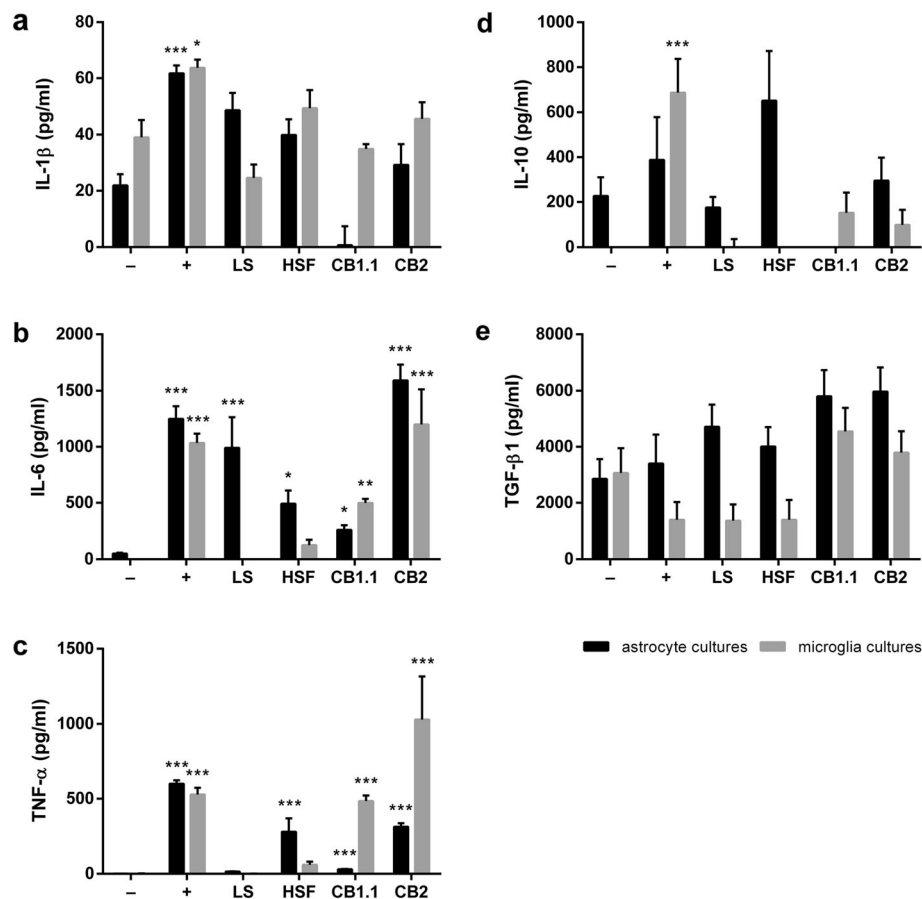 a
80
60
40
20
0
IL-1β (pg/ml)
*** *
– + LS HSF CB1.1 CB2
b
2000
1500
1000
500
0
IL-6 (pg/ml)
*** *** *** * * ** *** ***
– + LS HSF CB1.1 CB2
c
1500
1000
500
0
TNF-α (pg/ml)
*** *** *** *** *** *** ***
– + LS HSF CB1.1 CB2
d
1000
800
600
400
200
0
IL-10 (pg/ml)
***
– + LS HSF CB1.1 CB2
e
8000
6000
4000
2000
0
TGF-β1 (pg/ml)
– + LS HSF CB1.1 CB2
astrocyte cultures microglia cultures